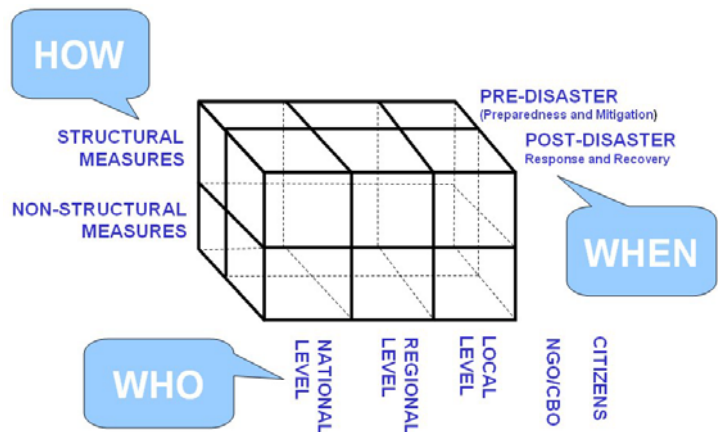 HOW
PRE-DISASTER
(Preparedness and Mitigation)
STRUCTURAL
MEASURES
POST-DISASTER
Response and Recovery
NON-STRUCTURAL
MEASURES
WHEN
WHO
NATIONAL
LEVEL
REGIONAL
LEVEL
LOCAL
LEVEL
NGO/CBO
CITIZENS